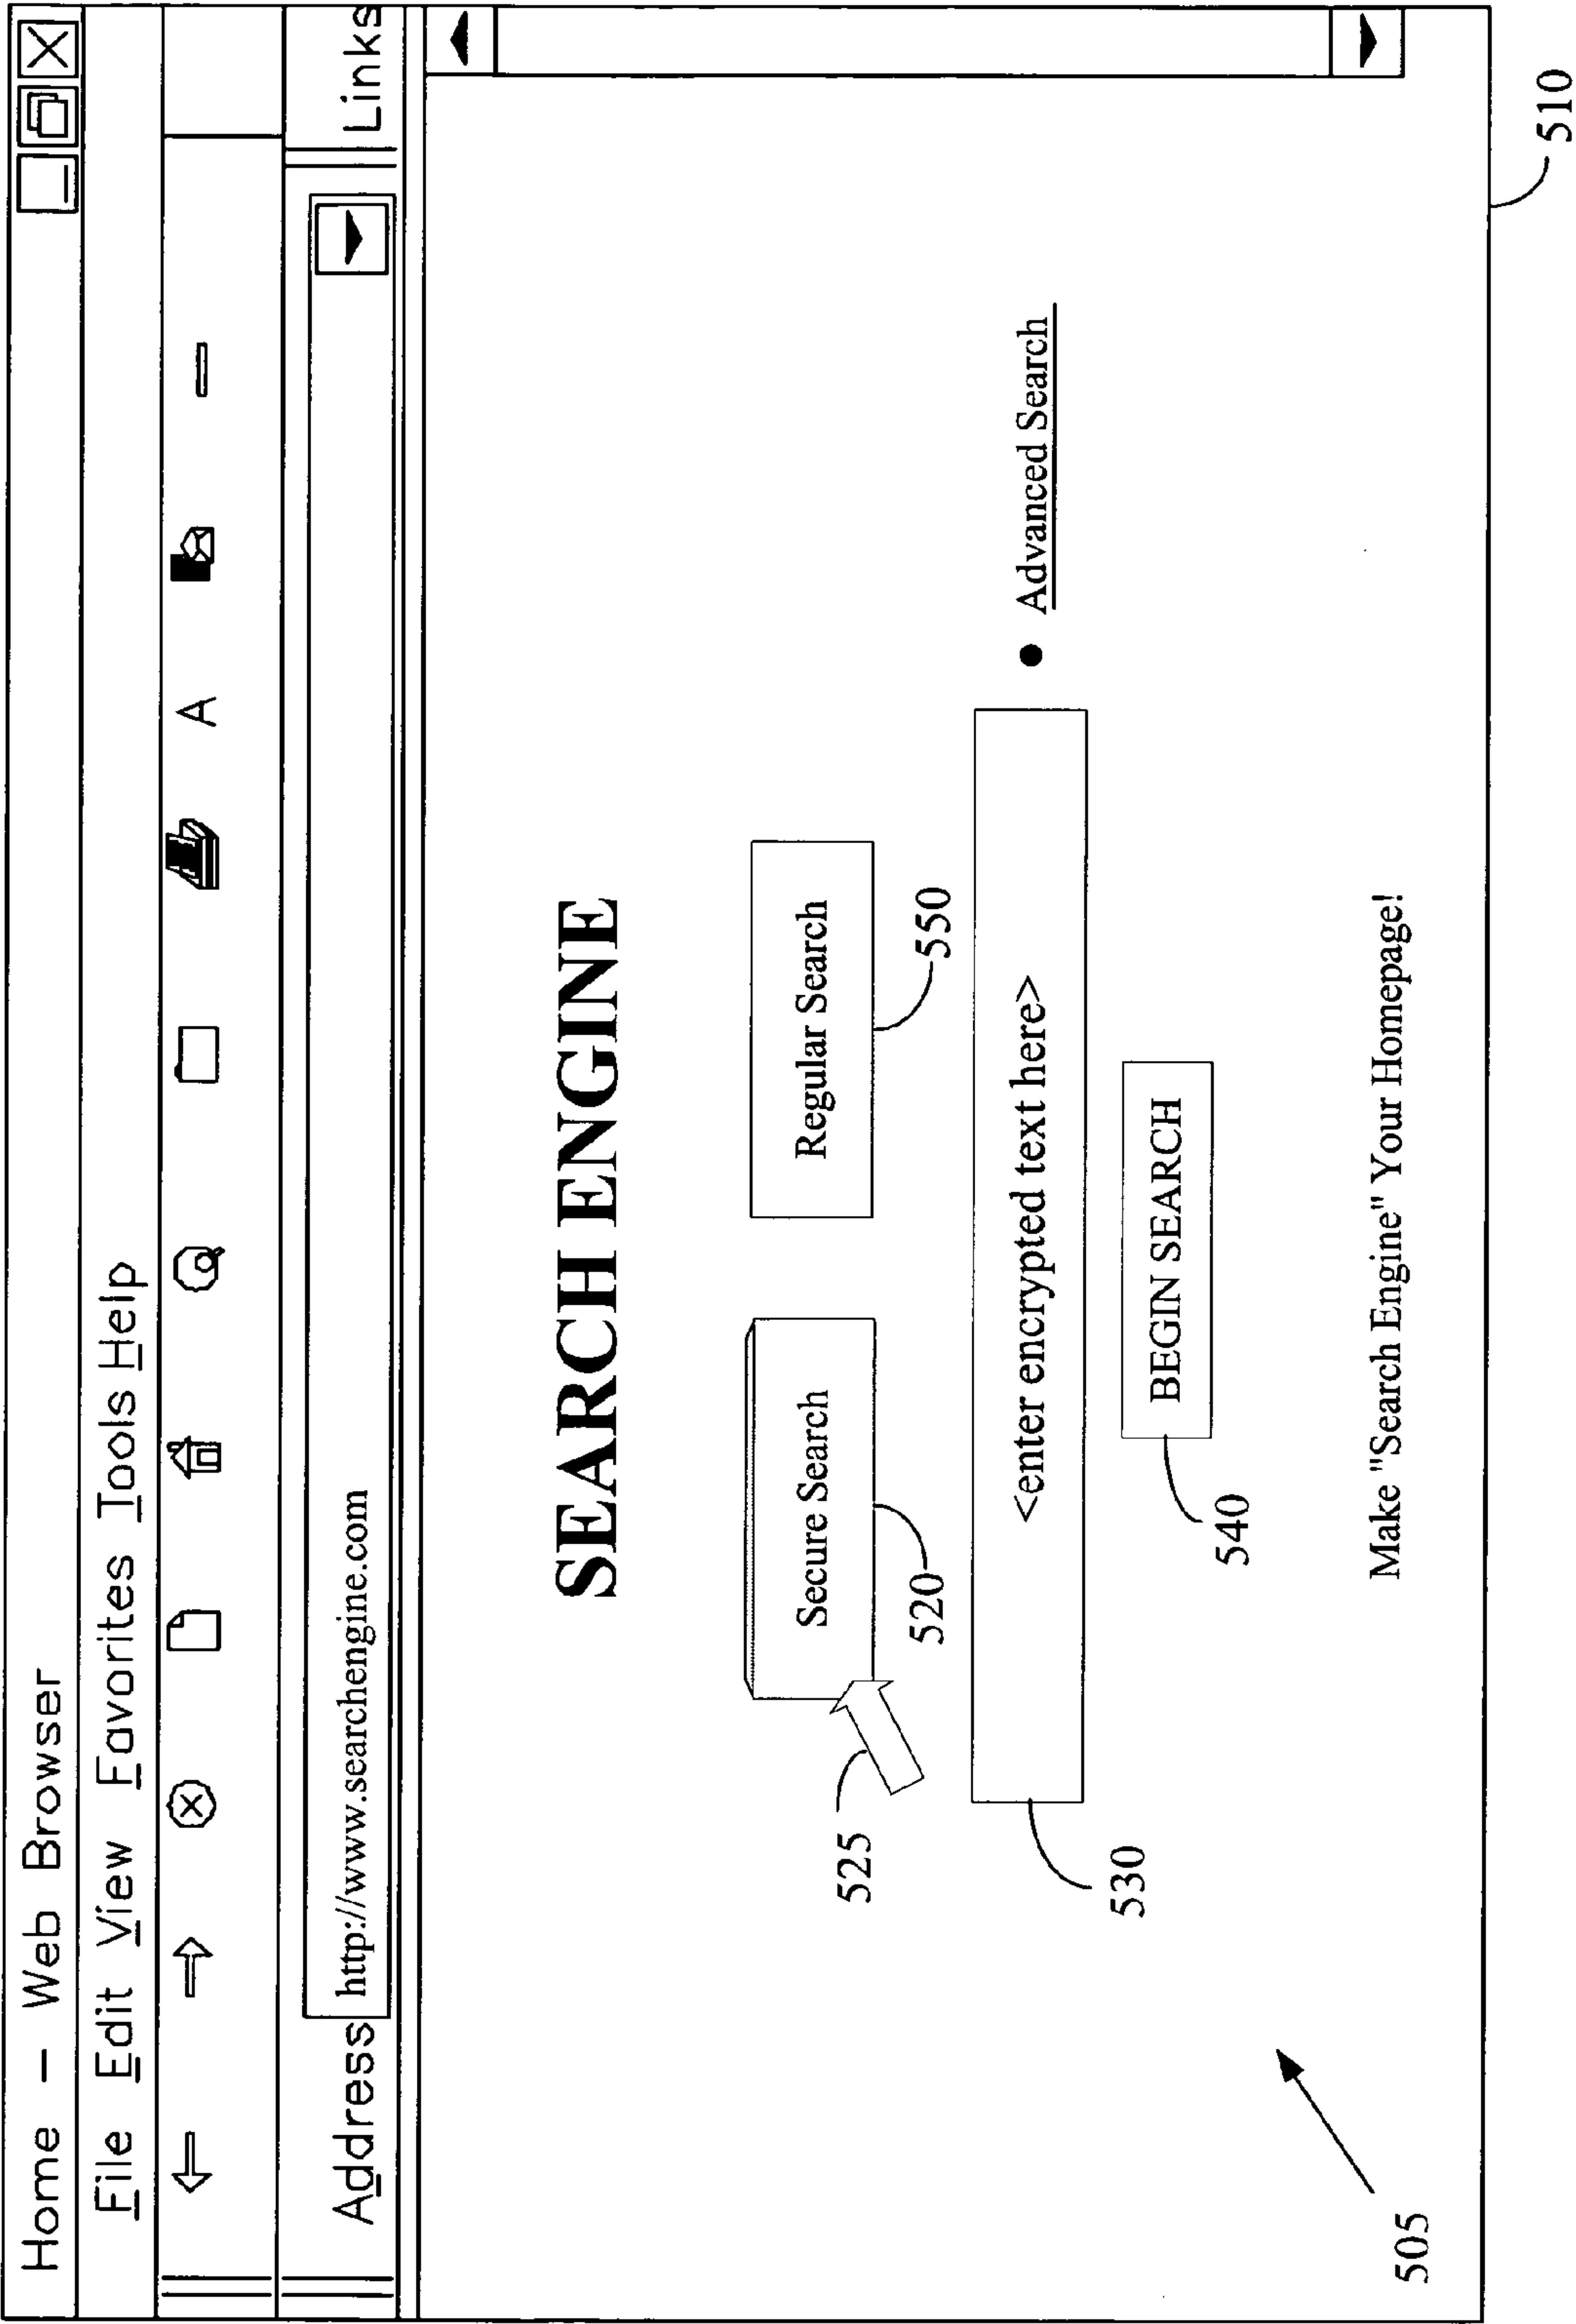 Home – Web Browser
File Edit View Favorites Tools Help
A
Address http://www.searchengine.com Links
SEARCH ENGINE
Secure Search Regular Search
525 520 550
<enter encrypted text here> • Advanced Search
530
BEGIN SEARCH
540
Make "Search Engine" Your Homepage!
505
510